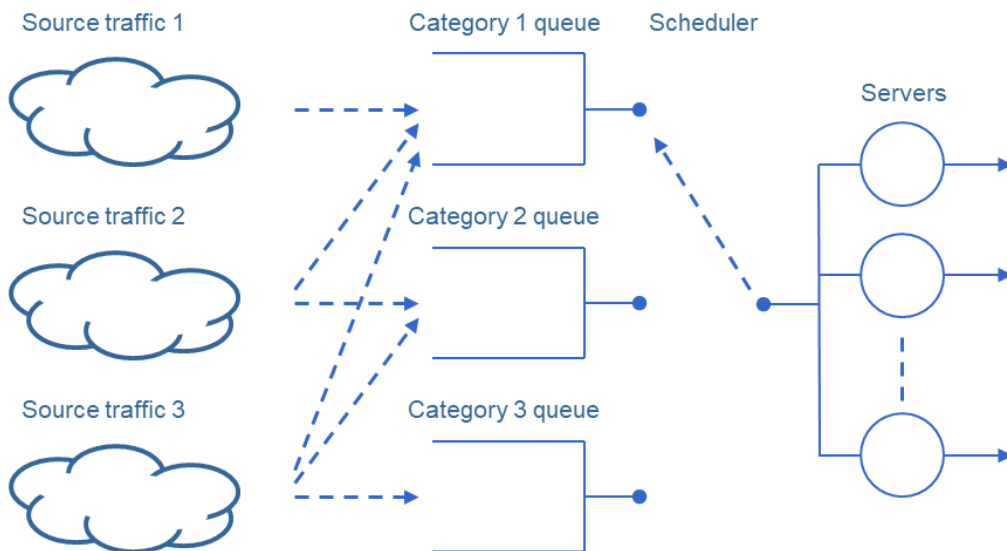 Source traffic 1
Category 1 queue
Scheduler
Servers
Source traffic 2
Category 2 queue
Source traffic 3
Category 3 queue